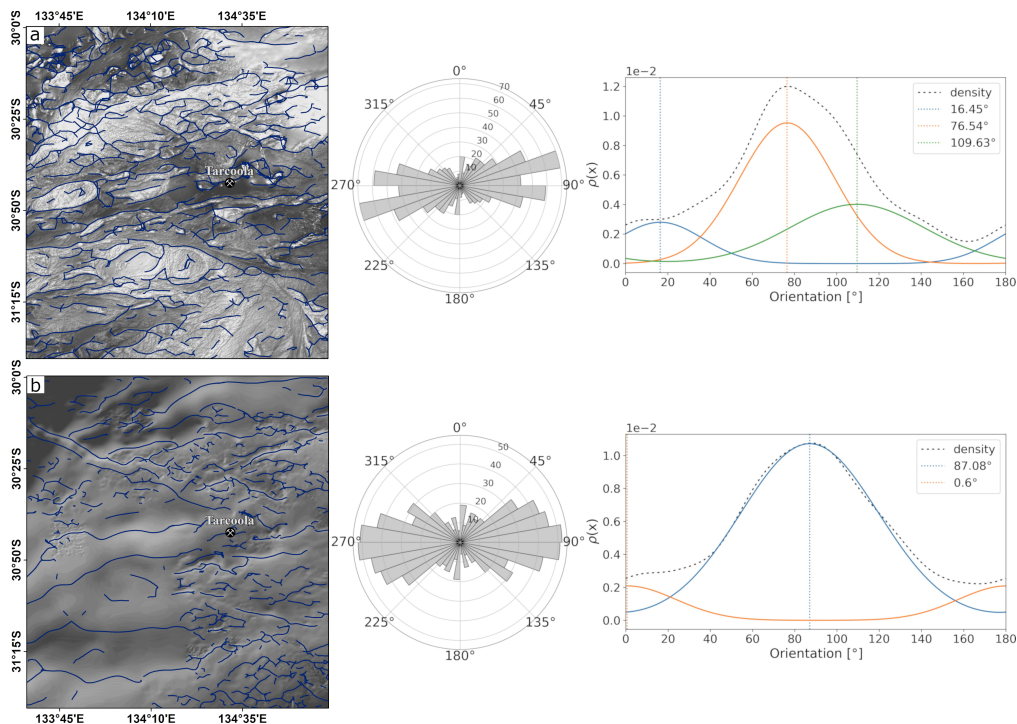 133°45'E 134°10'E 134°35'E
a
30°0'S
30°25'S
30°50'S
31°15'S
Tarcoola
0°
45°
90°
135°
180°
225°
270°
315°
10
20
30
40
50
60
70
1e−2
ρ(x)
1.2
1.0
0.8
0.6
0.4
0.2
0.0
0 20 40 60 80 100 120 140 160 180
Orientation [°]
density
16.45°
76.54°
109.63°
b
30°0'S
30°25'S
30°50'S
31°15'S
Tarcoola
133°45'E 134°10'E 134°35'E
0°
45°
90°
135°
180°
225°
270°
315°
10
20
30
40
50
1e−2
ρ(x)
1.0
0.8
0.6
0.4
0.2
0.0
0 20 40 60 80 100 120 140 160 180
Orientation [°]
density
87.08°
0.6°